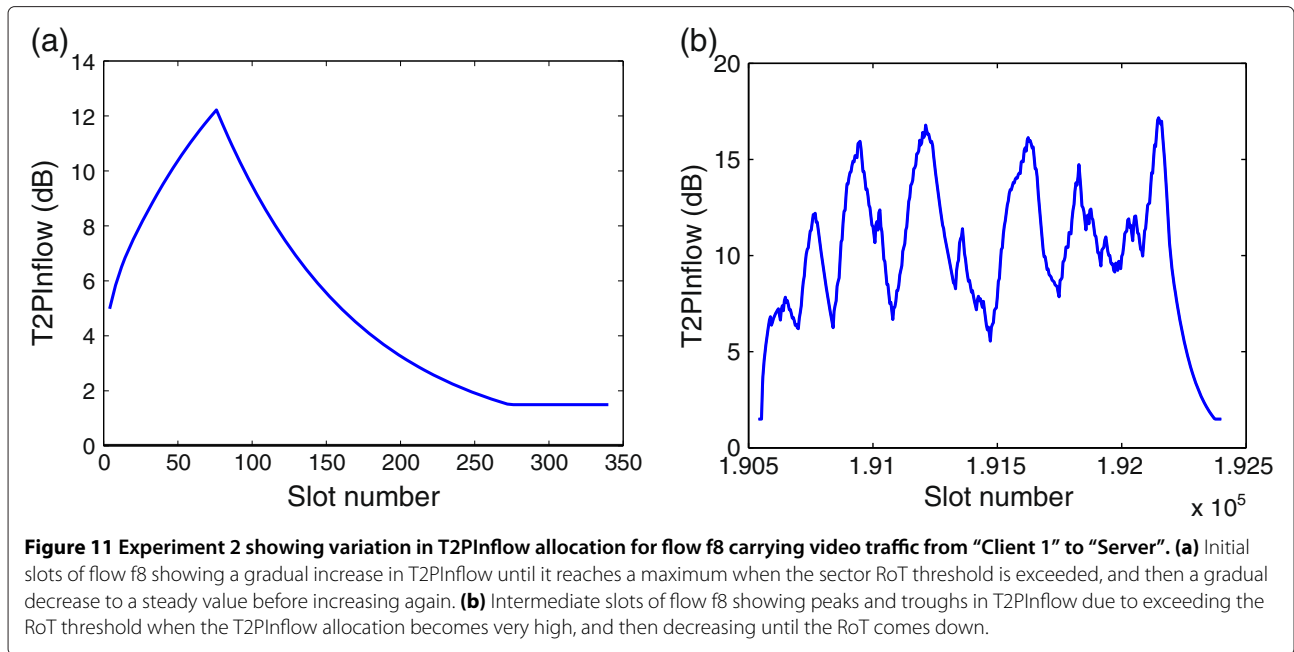 (a)
14
12
10
8
6
4
2
0
T2PInflow (dB)
0 50 100 150 200 250 300 350
Slot number
(b)
20
15
10
5
0
T2PInflow (dB)
1.905 1.91 1.915 1.92 1.925
Slot number
x 10⁵
Figure 11 Experiment 2 showing variation in T2PInflow allocation for flow f8 carrying video traffic from “Client 1” to “Server”. (a) Initial
slots of flow f8 showing a gradual increase in T2PInflow until it reaches a maximum when the sector RoT threshold is exceeded, and then a gradual
decrease to a steady value before increasing again. (b) Intermediate slots of flow f8 showing peaks and troughs in T2PInflow due to exceeding the
RoT threshold when the T2PInflow allocation becomes very high, and then decreasing until the RoT comes down.